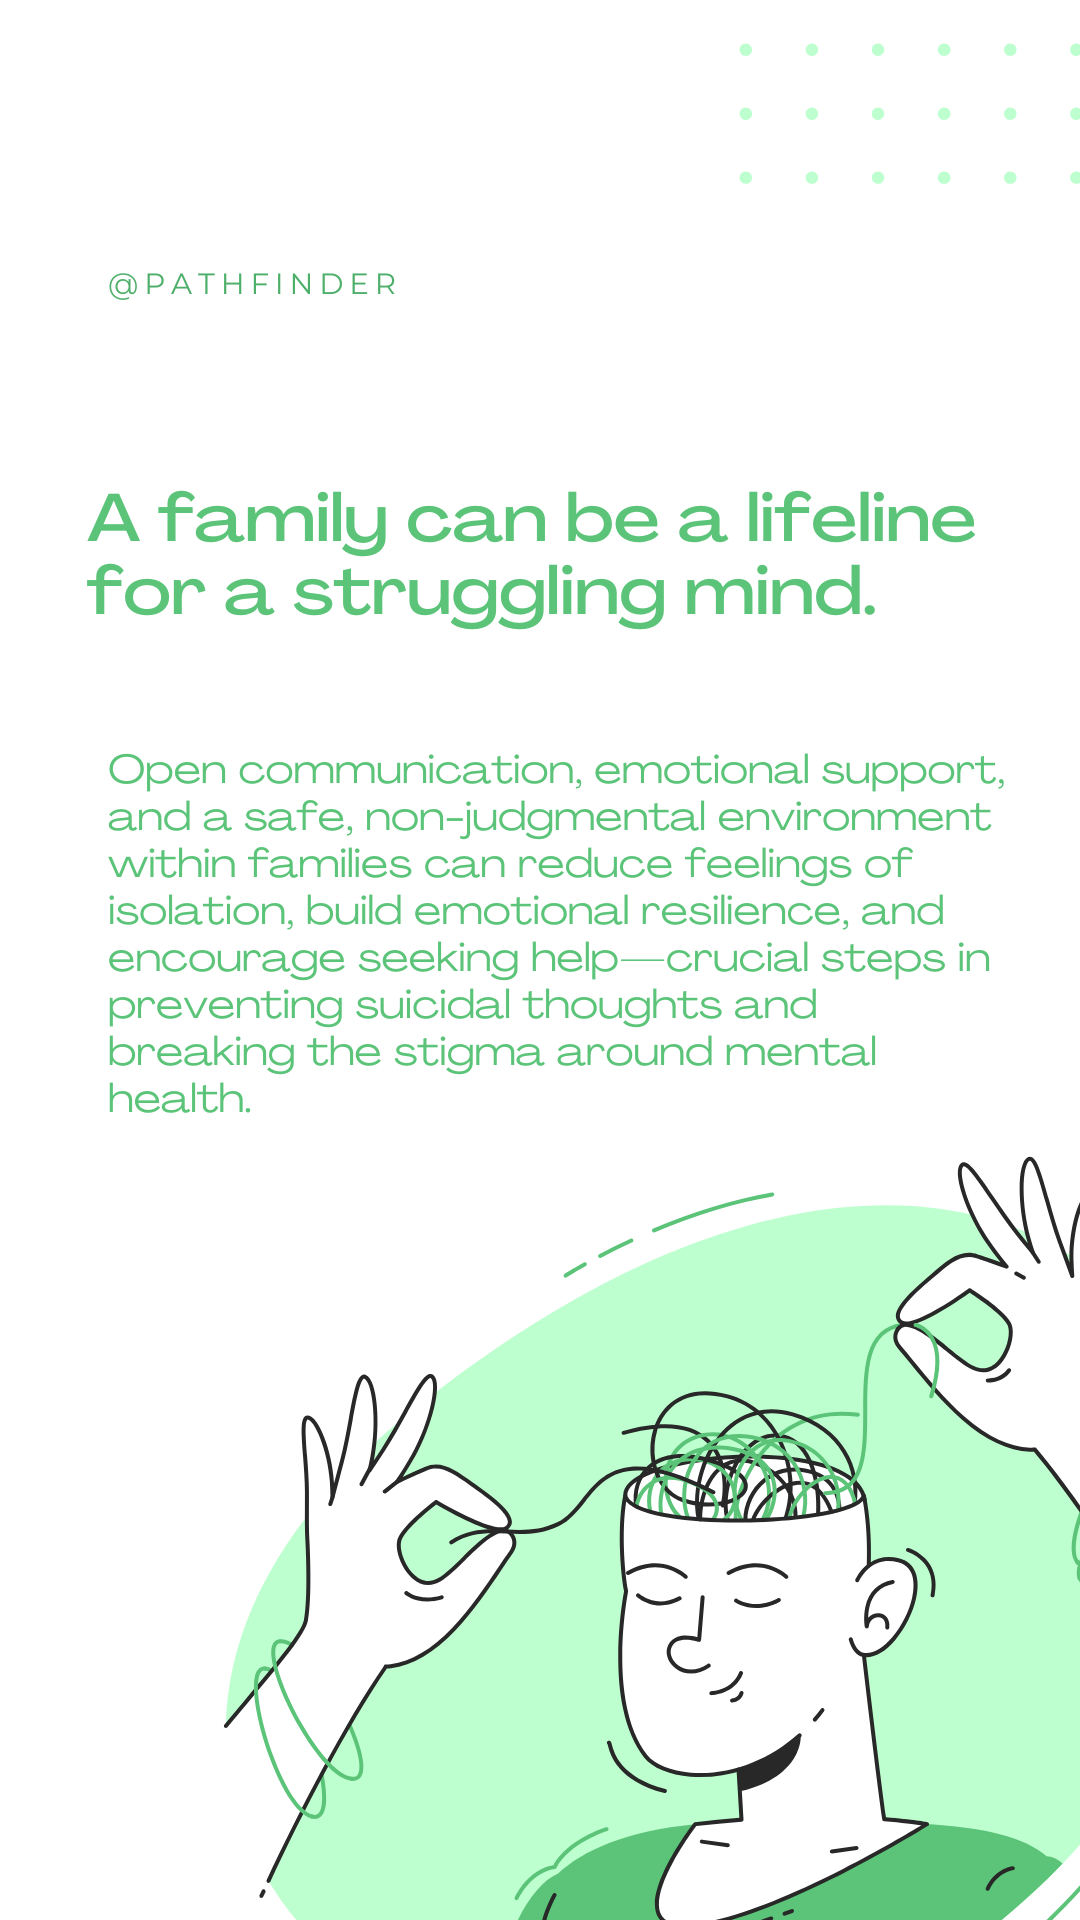 @PATHFINDER
A family can be a lifeline
for a struggling mind.
Open communication, emotional support,
and a safe, non-judgmental environment
within families can reduce feelings of
isolation, build emotional resilience, and
encourage seeking help—crucial steps in
preventing suicidal thoughts and
breaking the stigma around mental
health.